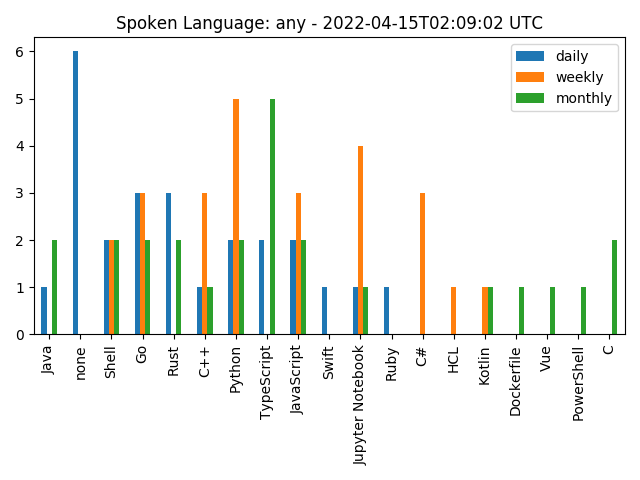 Spoken Language: any - 2022-04-15T02:09:02 UTC
daily
weekly
monthly
6
5
4
3
2
1
0
Java
none
Shell
Go
Rust
C++
Python
TypeScript
JavaScript
Swift
Jupyter Notebook
Ruby
C#
HCL
Kotlin
Dockerfile
Vue
PowerShell
C